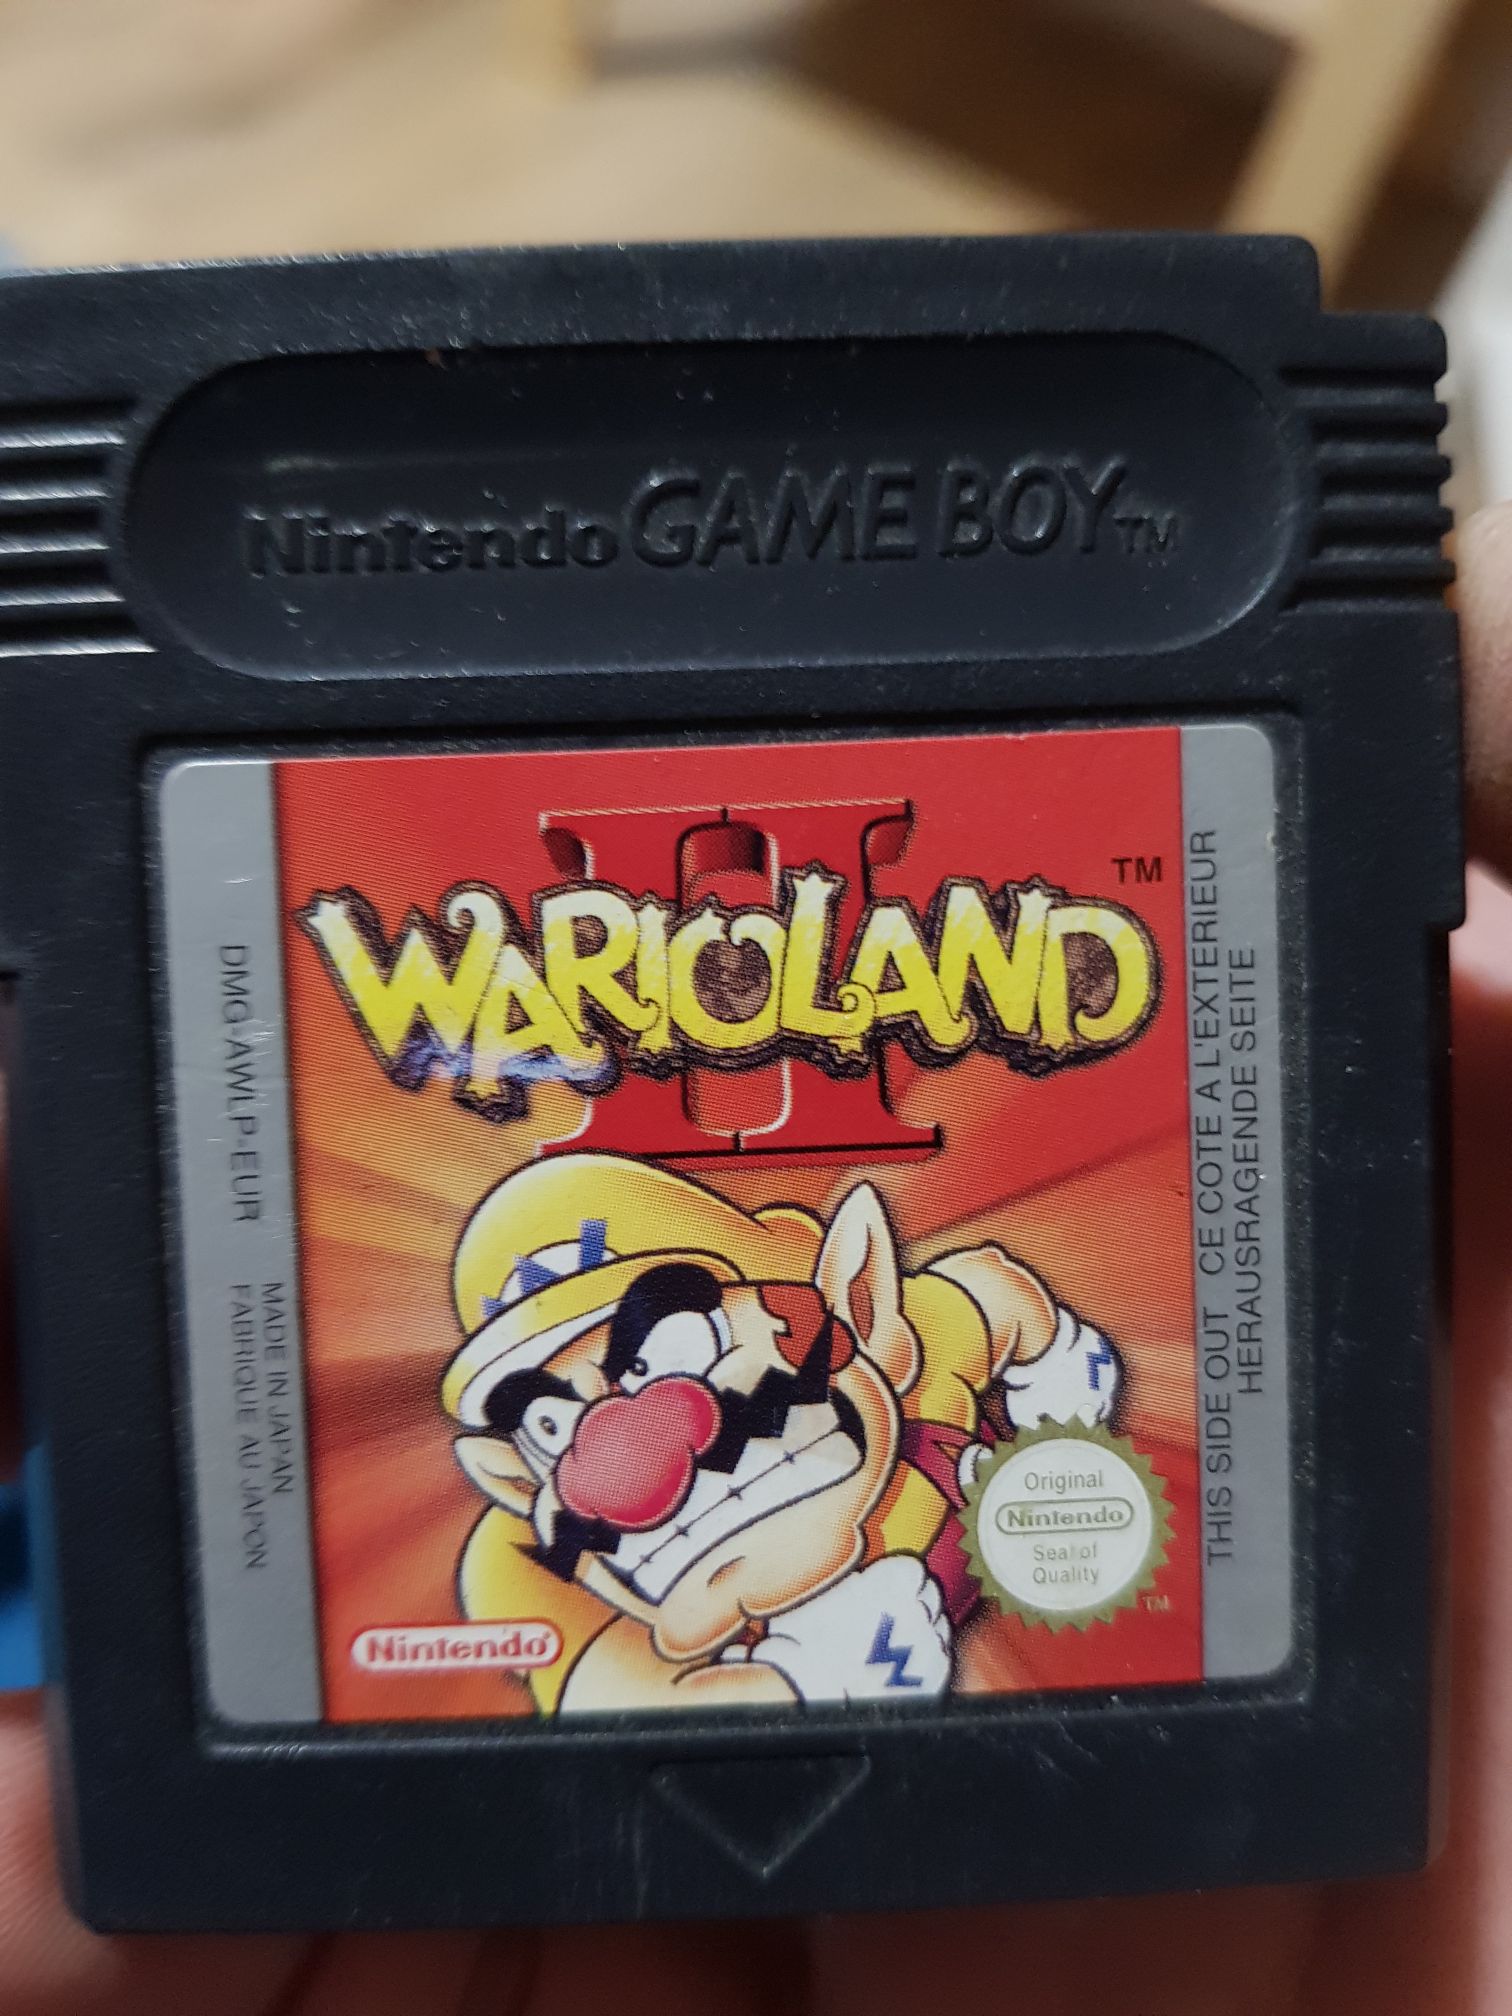 Nintendo GAME BOY™
II
WARIOLAND
™
DMG-AWLP-EUR
MADE IN JAPAN
FABRIQUE AU JAPON
THIS SIDE OUT CE COTE A L'EXTERIEUR
HERAUSRAGENDE SEITE
Original
Nintendo
Seal of
Quality
™
Nintendo®